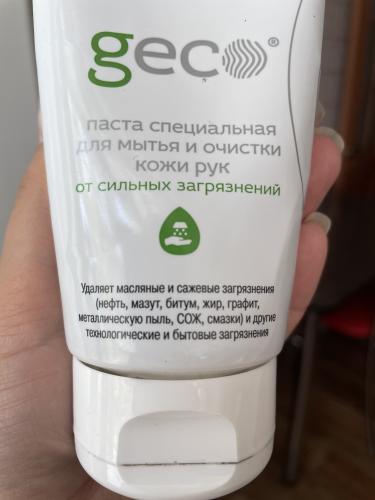 geco®
паста специальная
для мытья и очистки
кожи рук
от сильных загрязнений
Удаляет масляные и сажевые загрязнения
(нефть, мазут, битум, жир, графит,
металлическую пыль, СОЖ, смазки) и другие
технологические и бытовые загрязнения